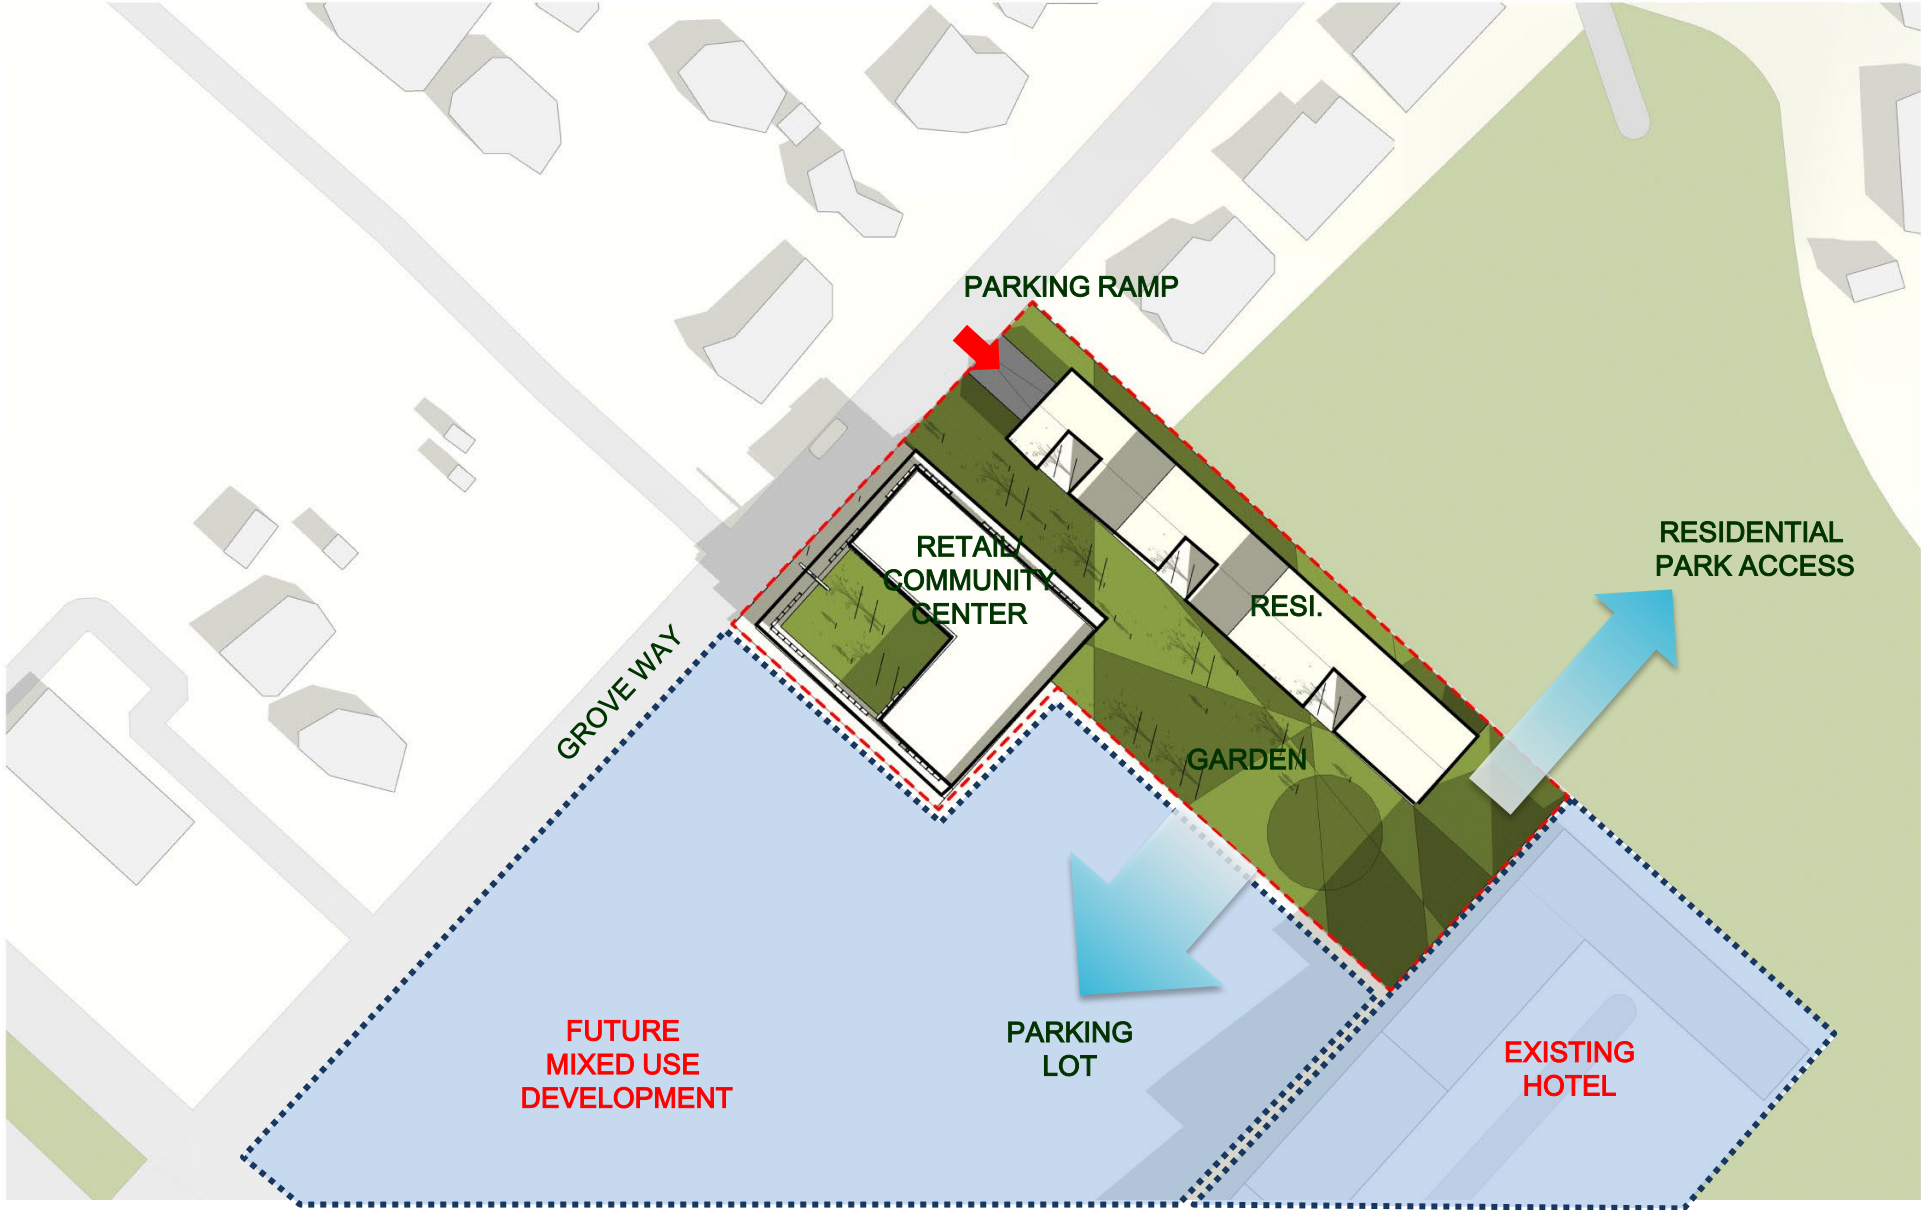 PARKING RAMP
RETAIL/
COMMUNITY
CENTER
RESIDENTIAL
PARK ACCESS
RESI.
GROVE WAY
GARDEN
FUTURE
MIXED USE
DEVELOPMENT
PARKING
LOT
EXISTING
HOTEL